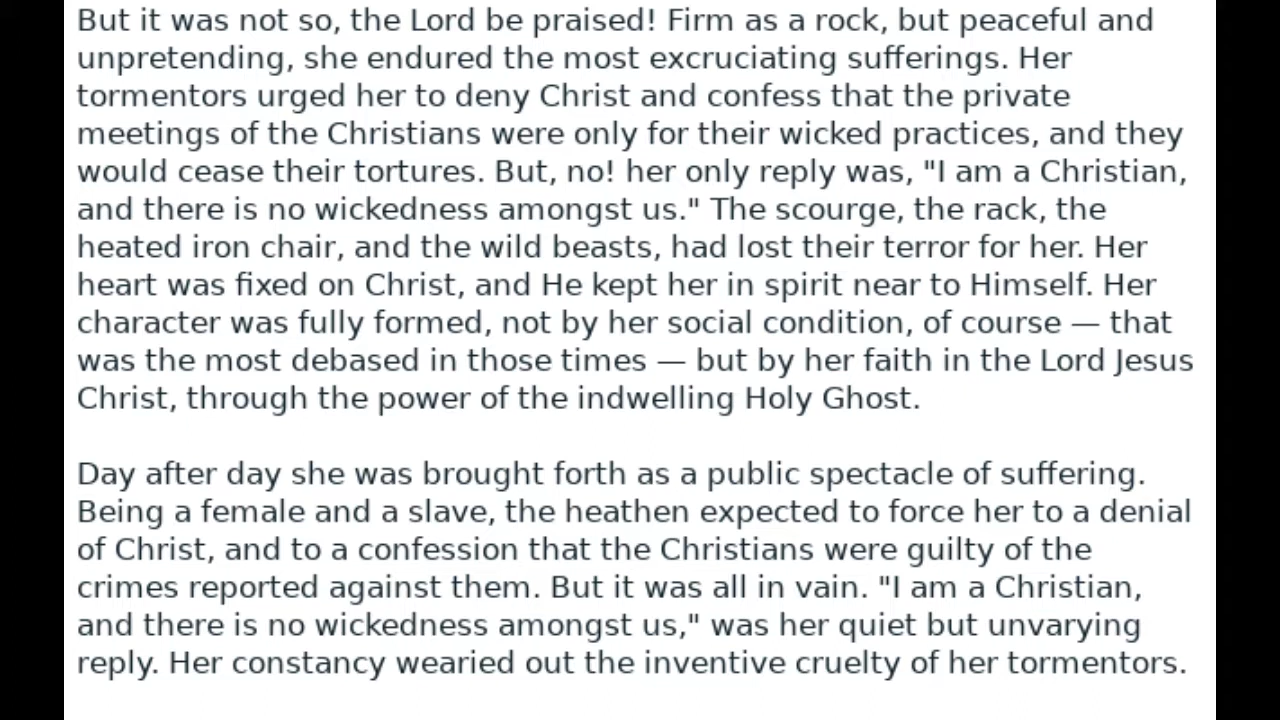 But it was not so, the Lord be praised! Firm as a rock, but peaceful and
unpretending, she endured the most excruciating sufferings. Her
tormentors urged her to deny Christ and confess that the private
meetings of the Christians were only for their wicked practices, and they
would cease their tortures. But, no! her only reply was, "I am a Christian,
and there is no wickedness amongst us." The scourge, the rack, the
heated iron chair, and the wild beasts, had lost their terror for her. Her
heart was fixed on Christ, and He kept her in spirit near to Himself. Her
character was fully formed, not by her social condition, of course — that
was the most debased in those times — but by her faith in the Lord Jesus
Christ, through the power of the indwelling Holy Ghost.
Day after day she was brought forth as a public spectacle of suffering.
Being a female and a slave, the heathen expected to force her to a denial
of Christ, and to a confession that the Christians were guilty of the
crimes reported against them. But it was all in vain. "I am a Christian,
and there is no wickedness amongst us," was her quiet but unvarying
reply. Her constancy wearied out the inventive cruelty of her tormentors.